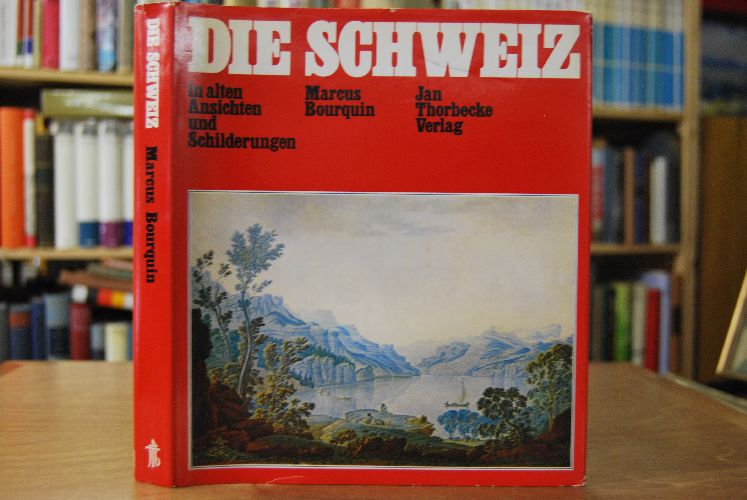 DIE SCHWEIZ
in alten
Ansichten
und
Schilderungen
Marcus
Bourquin
Jan
Thorbecke
Verlag
DIE SCHWEIZ
Marcus Bourquin